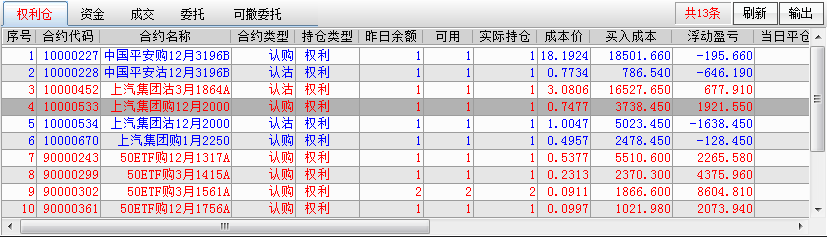 权利仓 资金 成交 委托 可撤委托 共13条 刷新 输出
序号 合约代码 合约名称 合约类型 持仓类型 昨日余额 可用 实际持仓 成本价 买入成本 浮动盈亏 当日平仓
1 10000227 中国平安购12月3196B 认购 权利 1 1 1 18.1924 18501.660 -195.660
2 10000228 中国平安沽12月3196B 认沽 权利 1 1 1 0.7734 786.540 -646.190
3 10000452 上汽集团沽3月1864A 认沽 权利 1 1 1 3.0806 16527.650 677.910
4 10000533 上汽集团购12月2000 认购 权利 1 1 1 0.7477 3738.450 1921.550
5 10000534 上汽集团沽12月2000 认沽 权利 1 1 1 1.0047 5023.450 -1638.450
6 10000670 上汽集团购1月2250 认购 权利 1 1 1 0.4957 2478.450 -128.450
7 90000243 50ETF购12月1317A 认购 权利 1 1 1 0.5377 5510.600 2265.580
8 90000299 50ETF购3月1415A 认购 权利 1 1 1 0.2313 2370.300 4375.960
9 90000302 50ETF购3月1561A 认购 权利 2 2 2 0.0911 1866.600 8604.810
10 90000361 50ETF购12月1756A 认购 权利 1 1 1 0.0997 1021.980 2073.940